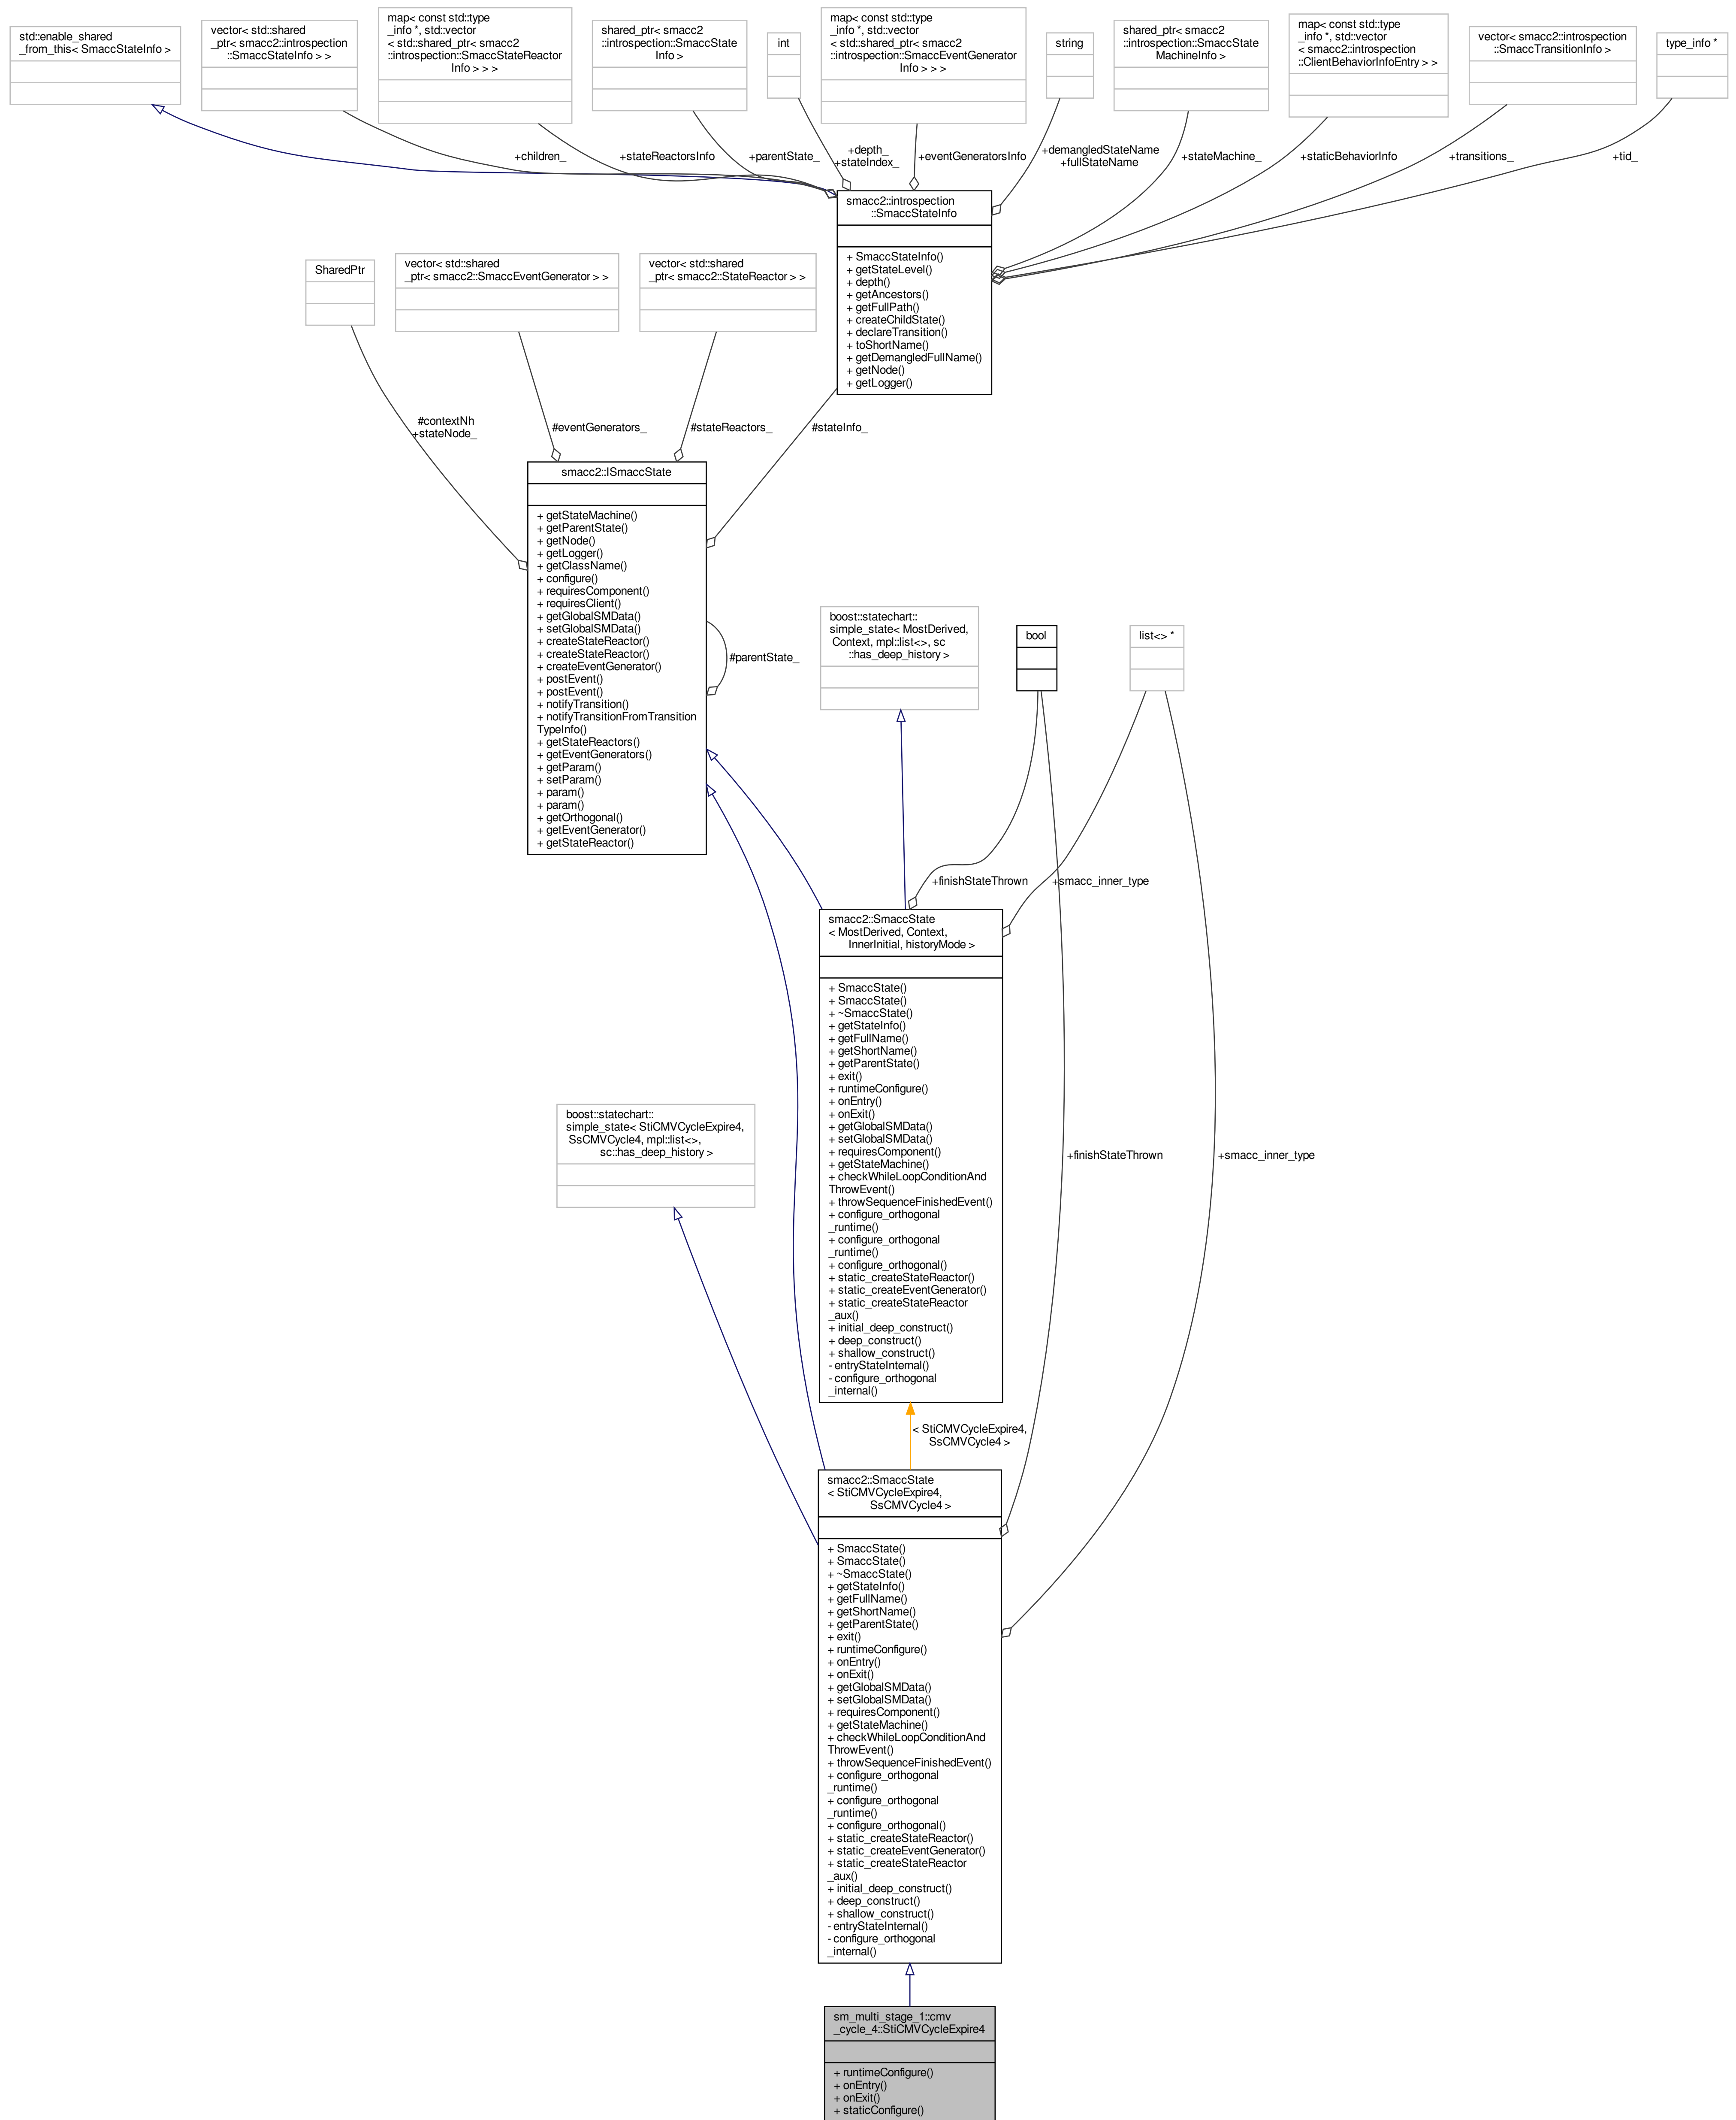 std::enable_shared
_from_this< SmaccStateInfo >
vector< std::shared
_ptr< smacc2::introspection
::SmaccStateInfo > >
map< const std::type
_info *, std::vector
< std::shared_ptr< smacc2
::introspection::SmaccStateReactor
Info > > >
shared_ptr< smacc2
::introspection::SmaccState
Info >
int
map< const std::type
_info *, std::vector
< std::shared_ptr< smacc2
::introspection::SmaccEventGenerator
Info > > >
string
shared_ptr< smacc2
::introspection::SmaccState
MachineInfo >
map< const std::type
_info *, std::vector
< smacc2::introspection
::ClientBehaviorInfoEntry > >
vector< smacc2::introspection
::SmaccTransitionInfo >
type_info *
+children_
+stateReactorsInfo
+parentState_
+depth_
+stateIndex_
+eventGeneratorsInfo
+demangledStateName
+fullStateName
+stateMachine_
+staticBehaviorInfo
+transitions_
+tid_
smacc2::introspection
::SmaccStateInfo
+ SmaccStateInfo()
+ getStateLevel()
+ depth()
+ getAncestors()
+ getFullPath()
+ createChildState()
+ declareTransition()
+ toShortName()
+ getDemangledFullName()
+ getNode()
+ getLogger()
SharedPtr
vector< std::shared
_ptr< smacc2::SmaccEventGenerator > >
vector< std::shared
_ptr< smacc2::StateReactor > >
#contextNh
+stateNode_
#eventGenerators_
#stateReactors_
#stateInfo_
smacc2::ISmaccState
+ getStateMachine()
+ getParentState()
+ getNode()
+ getLogger()
+ getClassName()
+ configure()
+ requiresComponent()
+ requiresClient()
+ getGlobalSMData()
+ setGlobalSMData()
+ createStateReactor()
+ createStateReactor()
+ createEventGenerator()
+ postEvent()
+ postEvent()
+ notifyTransition()
+ notifyTransitionFromTransition
TypeInfo()
+ getStateReactors()
+ getEventGenerators()
+ getParam()
+ setParam()
+ param()
+ param()
+ getOrthogonal()
+ getEventGenerator()
+ getStateReactor()
#parentState_
boost::statechart::
simple_state< MostDerived,
Context, mpl::list<>, sc
::has_deep_history >
bool
list<> *
+finishStateThrown
+smacc_inner_type
smacc2::SmaccState
< MostDerived, Context,
InnerInitial, historyMode >
+ SmaccState()
+ SmaccState()
+ ~SmaccState()
+ getStateInfo()
+ getFullName()
+ getShortName()
+ getParentState()
+ exit()
+ runtimeConfigure()
+ onEntry()
+ onExit()
+ getGlobalSMData()
+ setGlobalSMData()
+ requiresComponent()
+ getStateMachine()
+ checkWhileLoopConditionAnd
ThrowEvent()
+ throwSequenceFinishedEvent()
+ configure_orthogonal
_runtime()
+ configure_orthogonal
_runtime()
+ configure_orthogonal()
+ static_createStateReactor()
+ static_createEventGenerator()
+ static_createStateReactor
_aux()
+ initial_deep_construct()
+ deep_construct()
+ shallow_construct()
- entryStateInternal()
- configure_orthogonal
_internal()
boost::statechart::
simple_state< StiCMVCycleExpire4,
SsCMVCycle4, mpl::list<>,
sc::has_deep_history >
+finishStateThrown
+smacc_inner_type
< StiCMVCycleExpire4,
SsCMVCycle4 >
smacc2::SmaccState
< StiCMVCycleExpire4,
SsCMVCycle4 >
+ SmaccState()
+ SmaccState()
+ ~SmaccState()
+ getStateInfo()
+ getFullName()
+ getShortName()
+ getParentState()
+ exit()
+ runtimeConfigure()
+ onEntry()
+ onExit()
+ getGlobalSMData()
+ setGlobalSMData()
+ requiresComponent()
+ getStateMachine()
+ checkWhileLoopConditionAnd
ThrowEvent()
+ throwSequenceFinishedEvent()
+ configure_orthogonal
_runtime()
+ configure_orthogonal
_runtime()
+ configure_orthogonal()
+ static_createStateReactor()
+ static_createEventGenerator()
+ static_createStateReactor
_aux()
+ initial_deep_construct()
+ deep_construct()
+ shallow_construct()
- entryStateInternal()
- configure_orthogonal
_internal()
sm_multi_stage_1::cmv
_cycle_4::StiCMVCycleExpire4
+ runtimeConfigure()
+ onEntry()
+ onExit()
+ staticConfigure()